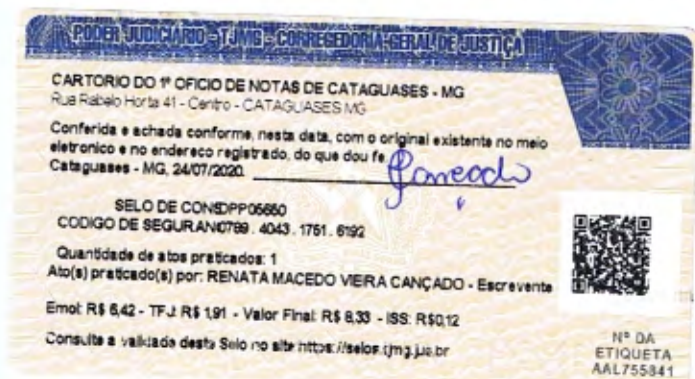 PODER JUDICIÁRIO - TJMG - CORREGEDORIA-GERAL DE JUSTIÇA
CARTORIO DO 1º OFICIO DE NOTAS DE CATAGUASES - MG
Rua Rabelo Horta 41 - Centro - CATAGUASES MG
Conferida e achada conforme, nesta data, com o original existente no meio
eletronico e no endereco registrado, do que dou fe.
Cataguases - MG, 24/07/2020.
SELO DE CONSDPP05660
CODIGO DE SEGURAN0789 . 4043 . 1751 . 6192
Quantidade de atos praticados: 1
Ato(s) praticado(s) por: RENATA MACEDO VIEIRA CANÇADO - Escrevente
Emol: R$ 6,42 - TFJ: R$ 1,91 - Valor Final: R$ 8,33 - ISS: R$0,12
Consulte a validade deste Selo no site https://selos.tjmg.jus.br
Nº DA
ETIQUETA
AAL755841